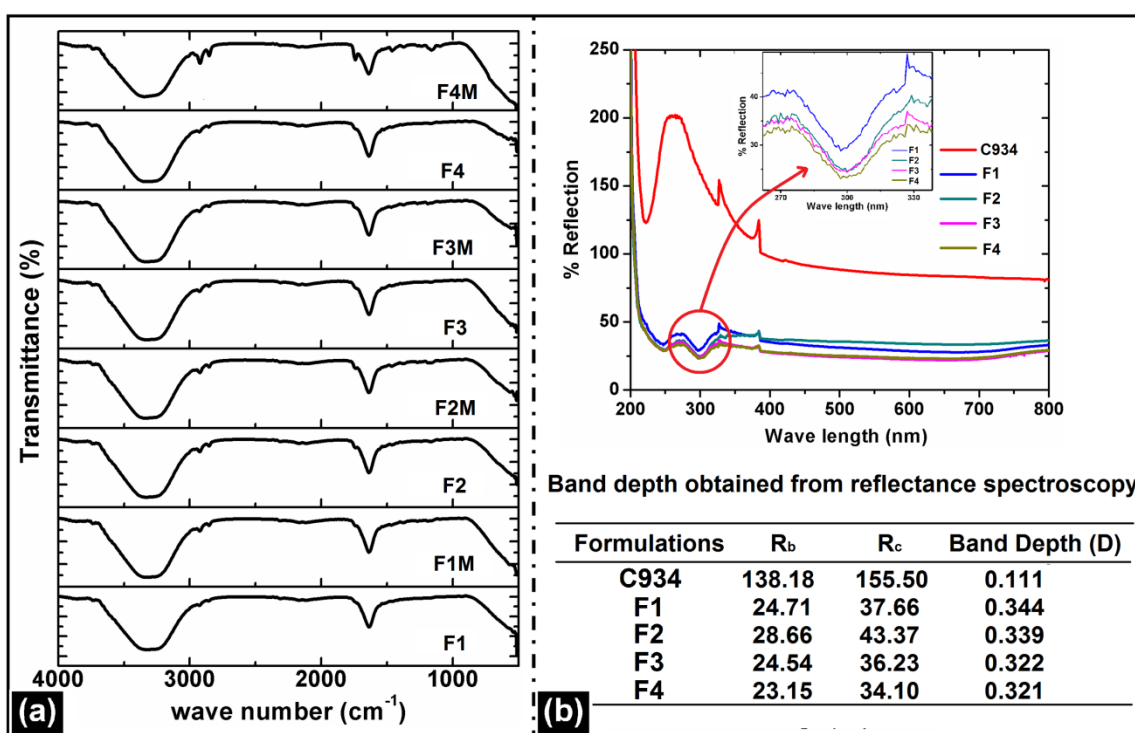 Transmittance (%)
F4M
F4
F3M
F3
F2M
F2
F1M
F1
4000 3000 2000 1000
wave number (cm-1)
(a)
% Reflection
250
200
150
100
50
0
200 300 400 500 600 700 800
Wave length (nm)
C934
F1
F2
F3
F4
% Reflection
40
30
270 300 330
Wave length (nm)
F1
F2
F3
F4
Band depth obtained from reflectance spectroscopy
Formulations Rb Rc Band Depth (D)
C934 138.18 155.50 0.111
F1 24.71 37.66 0.344
F2 28.66 43.37 0.339
F3 24.54 36.23 0.322
F4 23.15 34.10 0.321
(b)